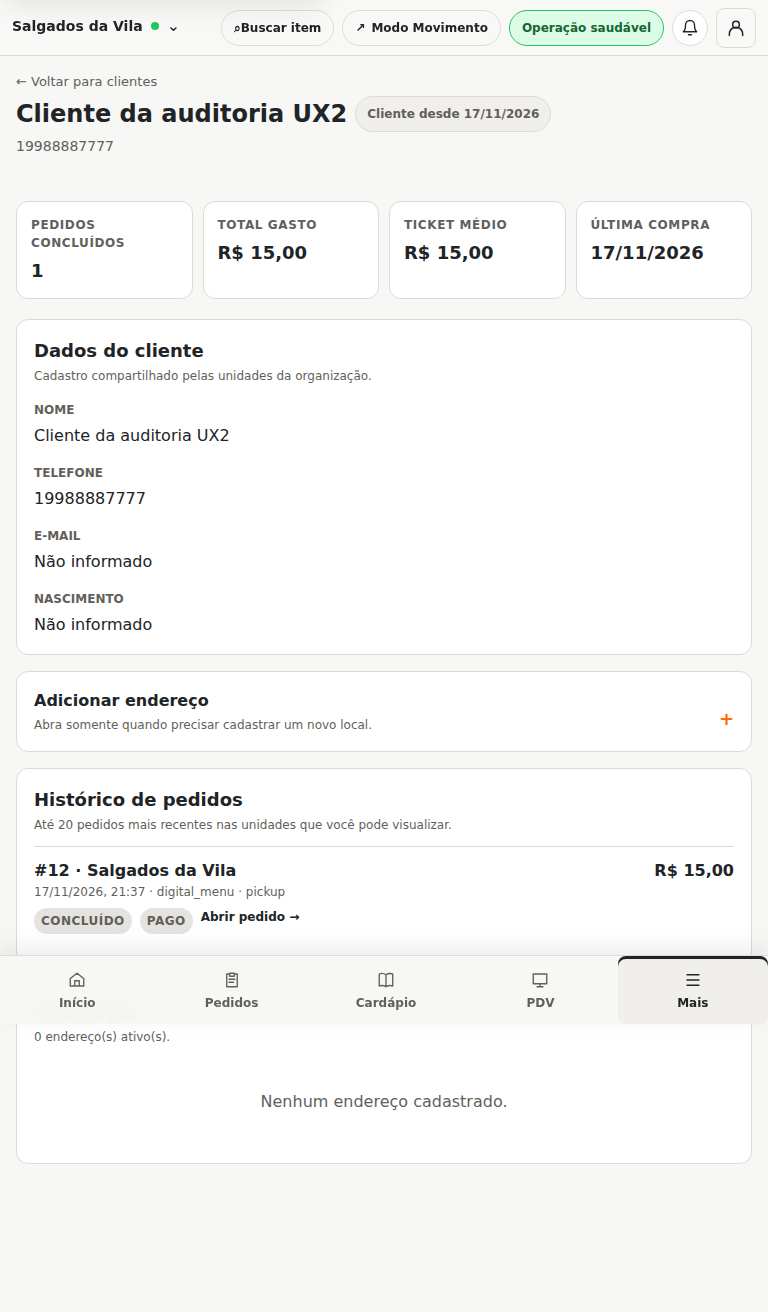 Salgados da Vila
Buscar item
↗ Modo Movimento
Operação saudável
← Voltar para clientes
Cliente da auditoria UX2
Cliente desde 17/11/2026
19988887777
PEDIDOS CONCLUÍDOS
1
TOTAL GASTO
R$ 15,00
TICKET MÉDIO
R$ 15,00
ÚLTIMA COMPRA
17/11/2026
Dados do cliente
Cadastro compartilhado pelas unidades da organização.
NOME
Cliente da auditoria UX2
TELEFONE
19988887777
E-MAIL
Não informado
NASCIMENTO
Não informado
Adicionar endereço
Abra somente quando precisar cadastrar um novo local.
+
Histórico de pedidos
Até 20 pedidos mais recentes nas unidades que você pode visualizar.
#12 · Salgados da Vila
R$ 15,00
17/11/2026, 21:37 · digital_menu · pickup
CONCLUÍDO
PAGO
Abrir pedido →
Início
Pedidos
Cardápio
PDV
Mais
0 endereço(s) ativo(s).
Nenhum endereço cadastrado.